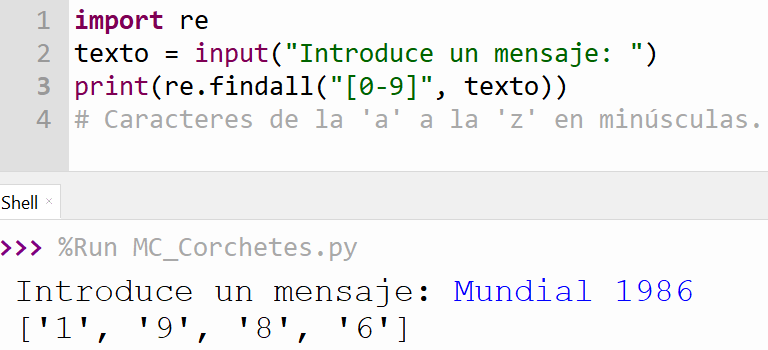 1 import re
2 texto = input("Introduce un mensaje: ")
3 print(re.findall("[0-9]", texto))
4 # Caracteres de la 'a' a la 'z' en minúsculas.
Shell ×
>>> %Run MC_Corchetes.py
Introduce un mensaje: Mundial 1986
['1', '9', '8', '6']